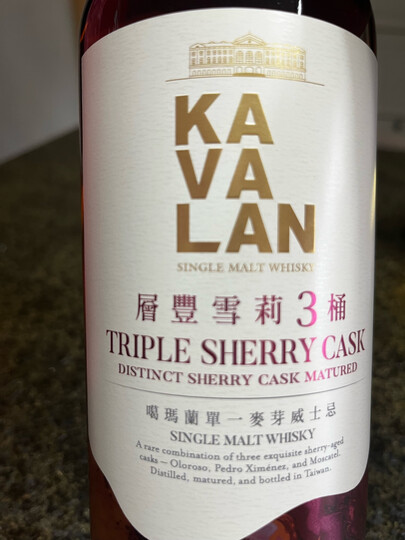 KA
VA
LAN
SINGLE MALT WHISKY
層豐雪莉3桶
TRIPLE SHERRY CASK
DISTINCT SHERRY CASK MATURED
噶瑪蘭單一麥芽威士忌
SINGLE MALT WHISKY
A rare combination of three exquisite sherry-aged
casks — Oloroso, Pedro Ximénez, and Moscatel.
Distilled, matured, and bottled in Taiwan.